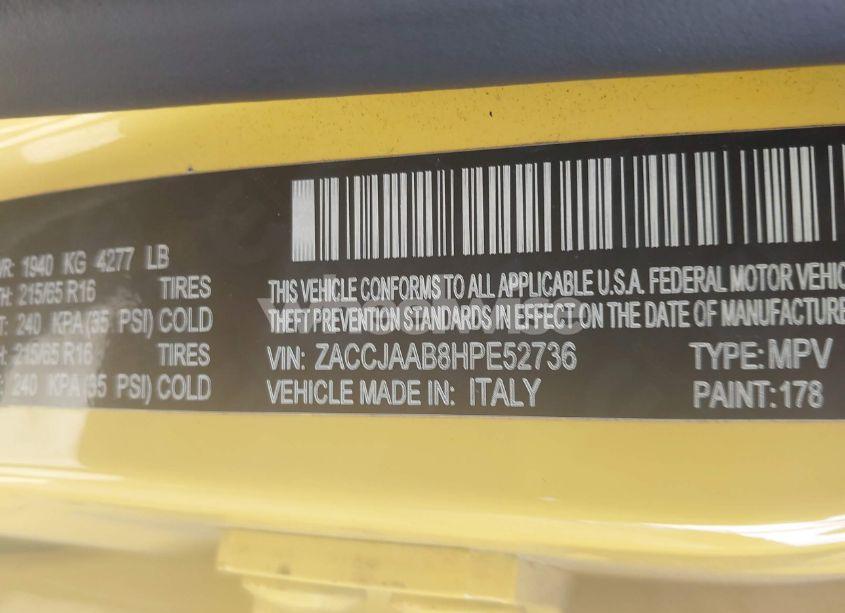 VR: 1940 KG 4277 LB
TH: 215/65 R16 TIRES
T: 240 KPA(35 PSI) COLD
H: 215/65 R16 TIRES
T: 240 KPA(35 PSI) COLD
THIS VEHICLE CONFORMS TO ALL APPLICABLE U.S.A. FEDERAL MOTOR VEHIC
THEFT PREVENTION STANDARDS IN EFFECT ON THE DATE OF MANUFACTURE
VIN: ZACCJAAB8HPE52736 TYPE: MPV
VEHICLE MADE IN: ITALY PAINT: 178